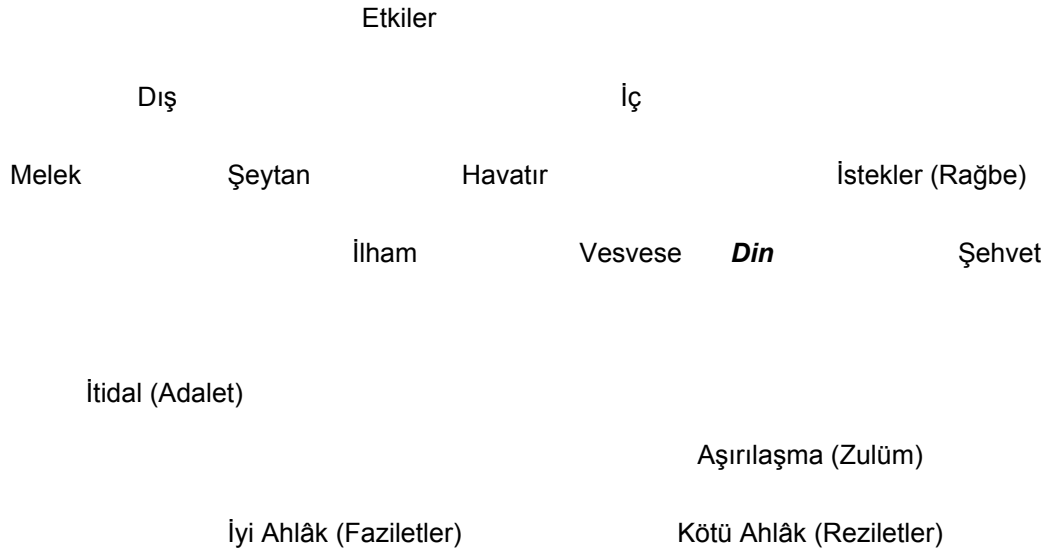 Etkiler
Dış İç
Melek Şeytan Havatır İstekler (Rağbe)
İlham Vesvese Din Şehvet
İtidal (Adalet)
Aşırılaşma (Zulüm)
İyi Ahlâk (Faziletler) Kötü Ahlâk (Reziletler)